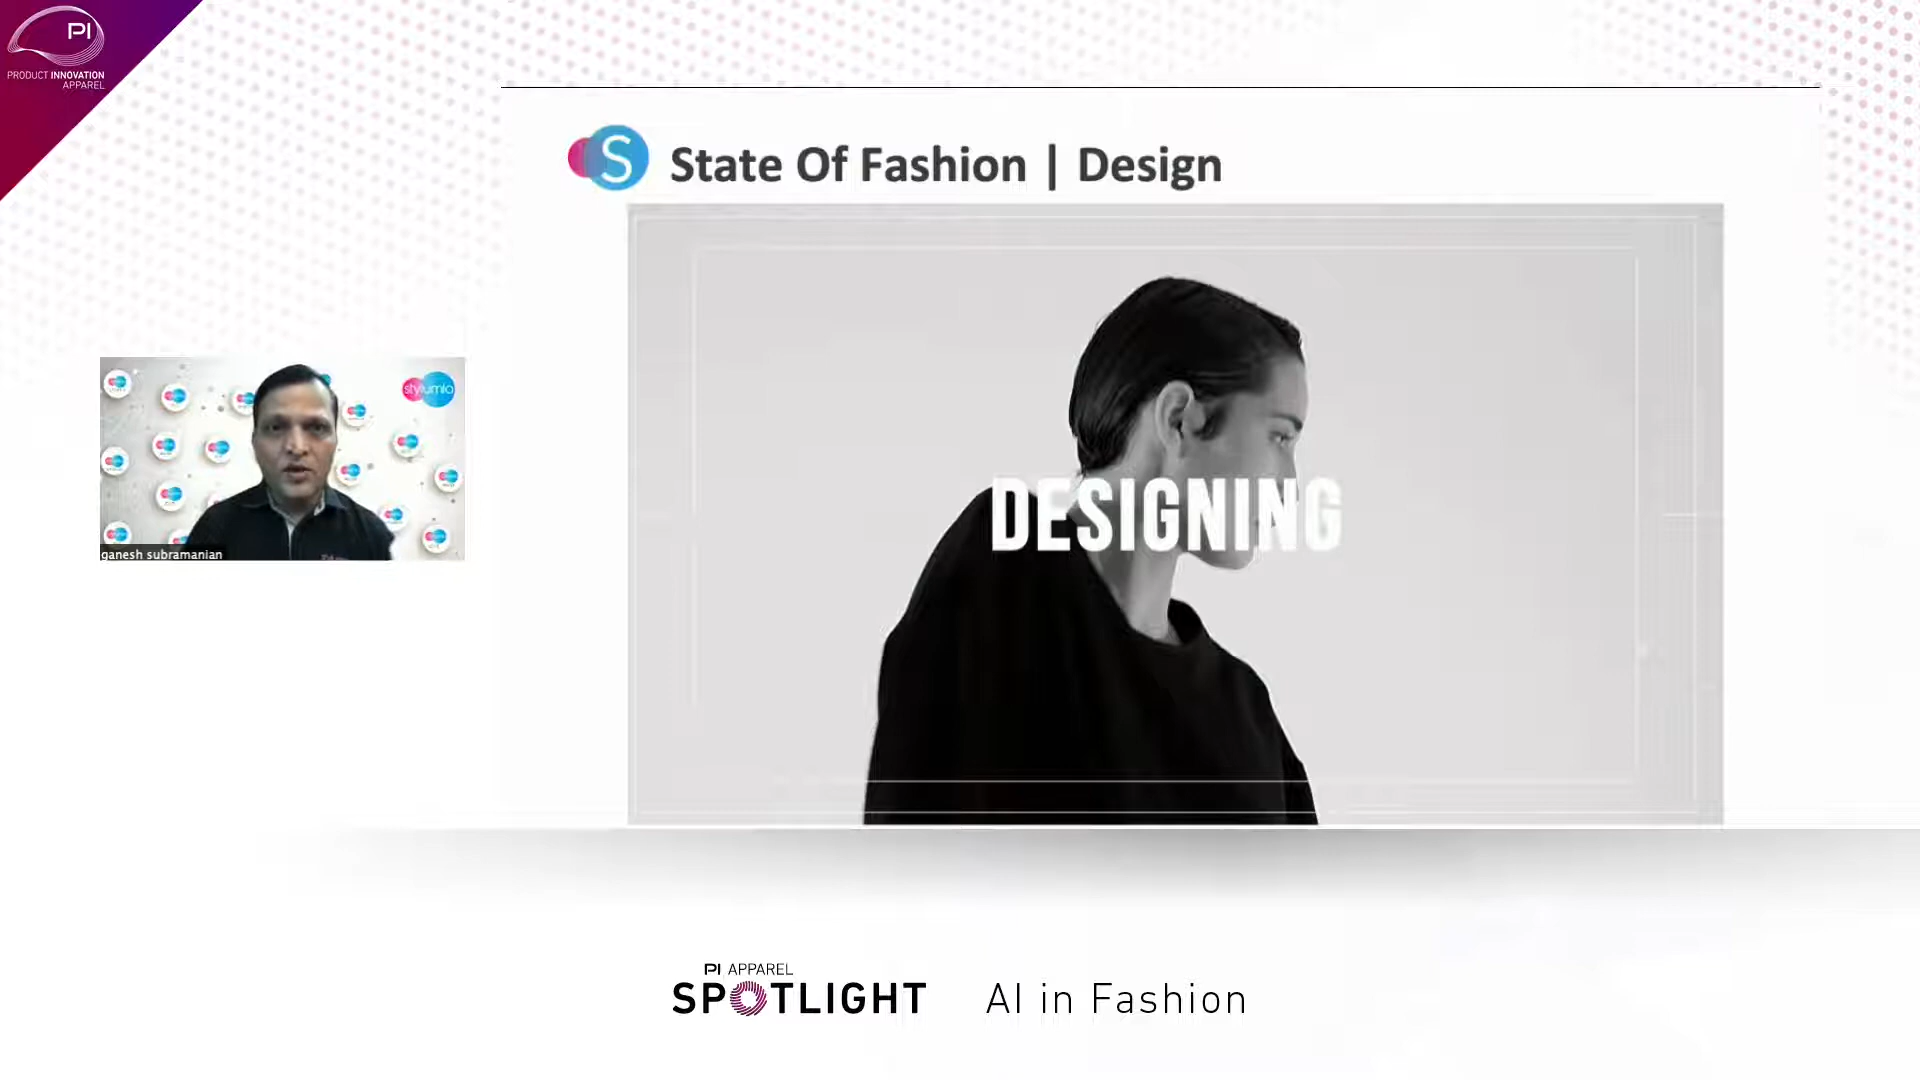 PI
PRODUCT INNOVATION
APPAREL
S State Of Fashion | Design
DESIGNING
stylumia
ganesh subramanian
PI APPAREL
SPOTLIGHT AI in Fashion